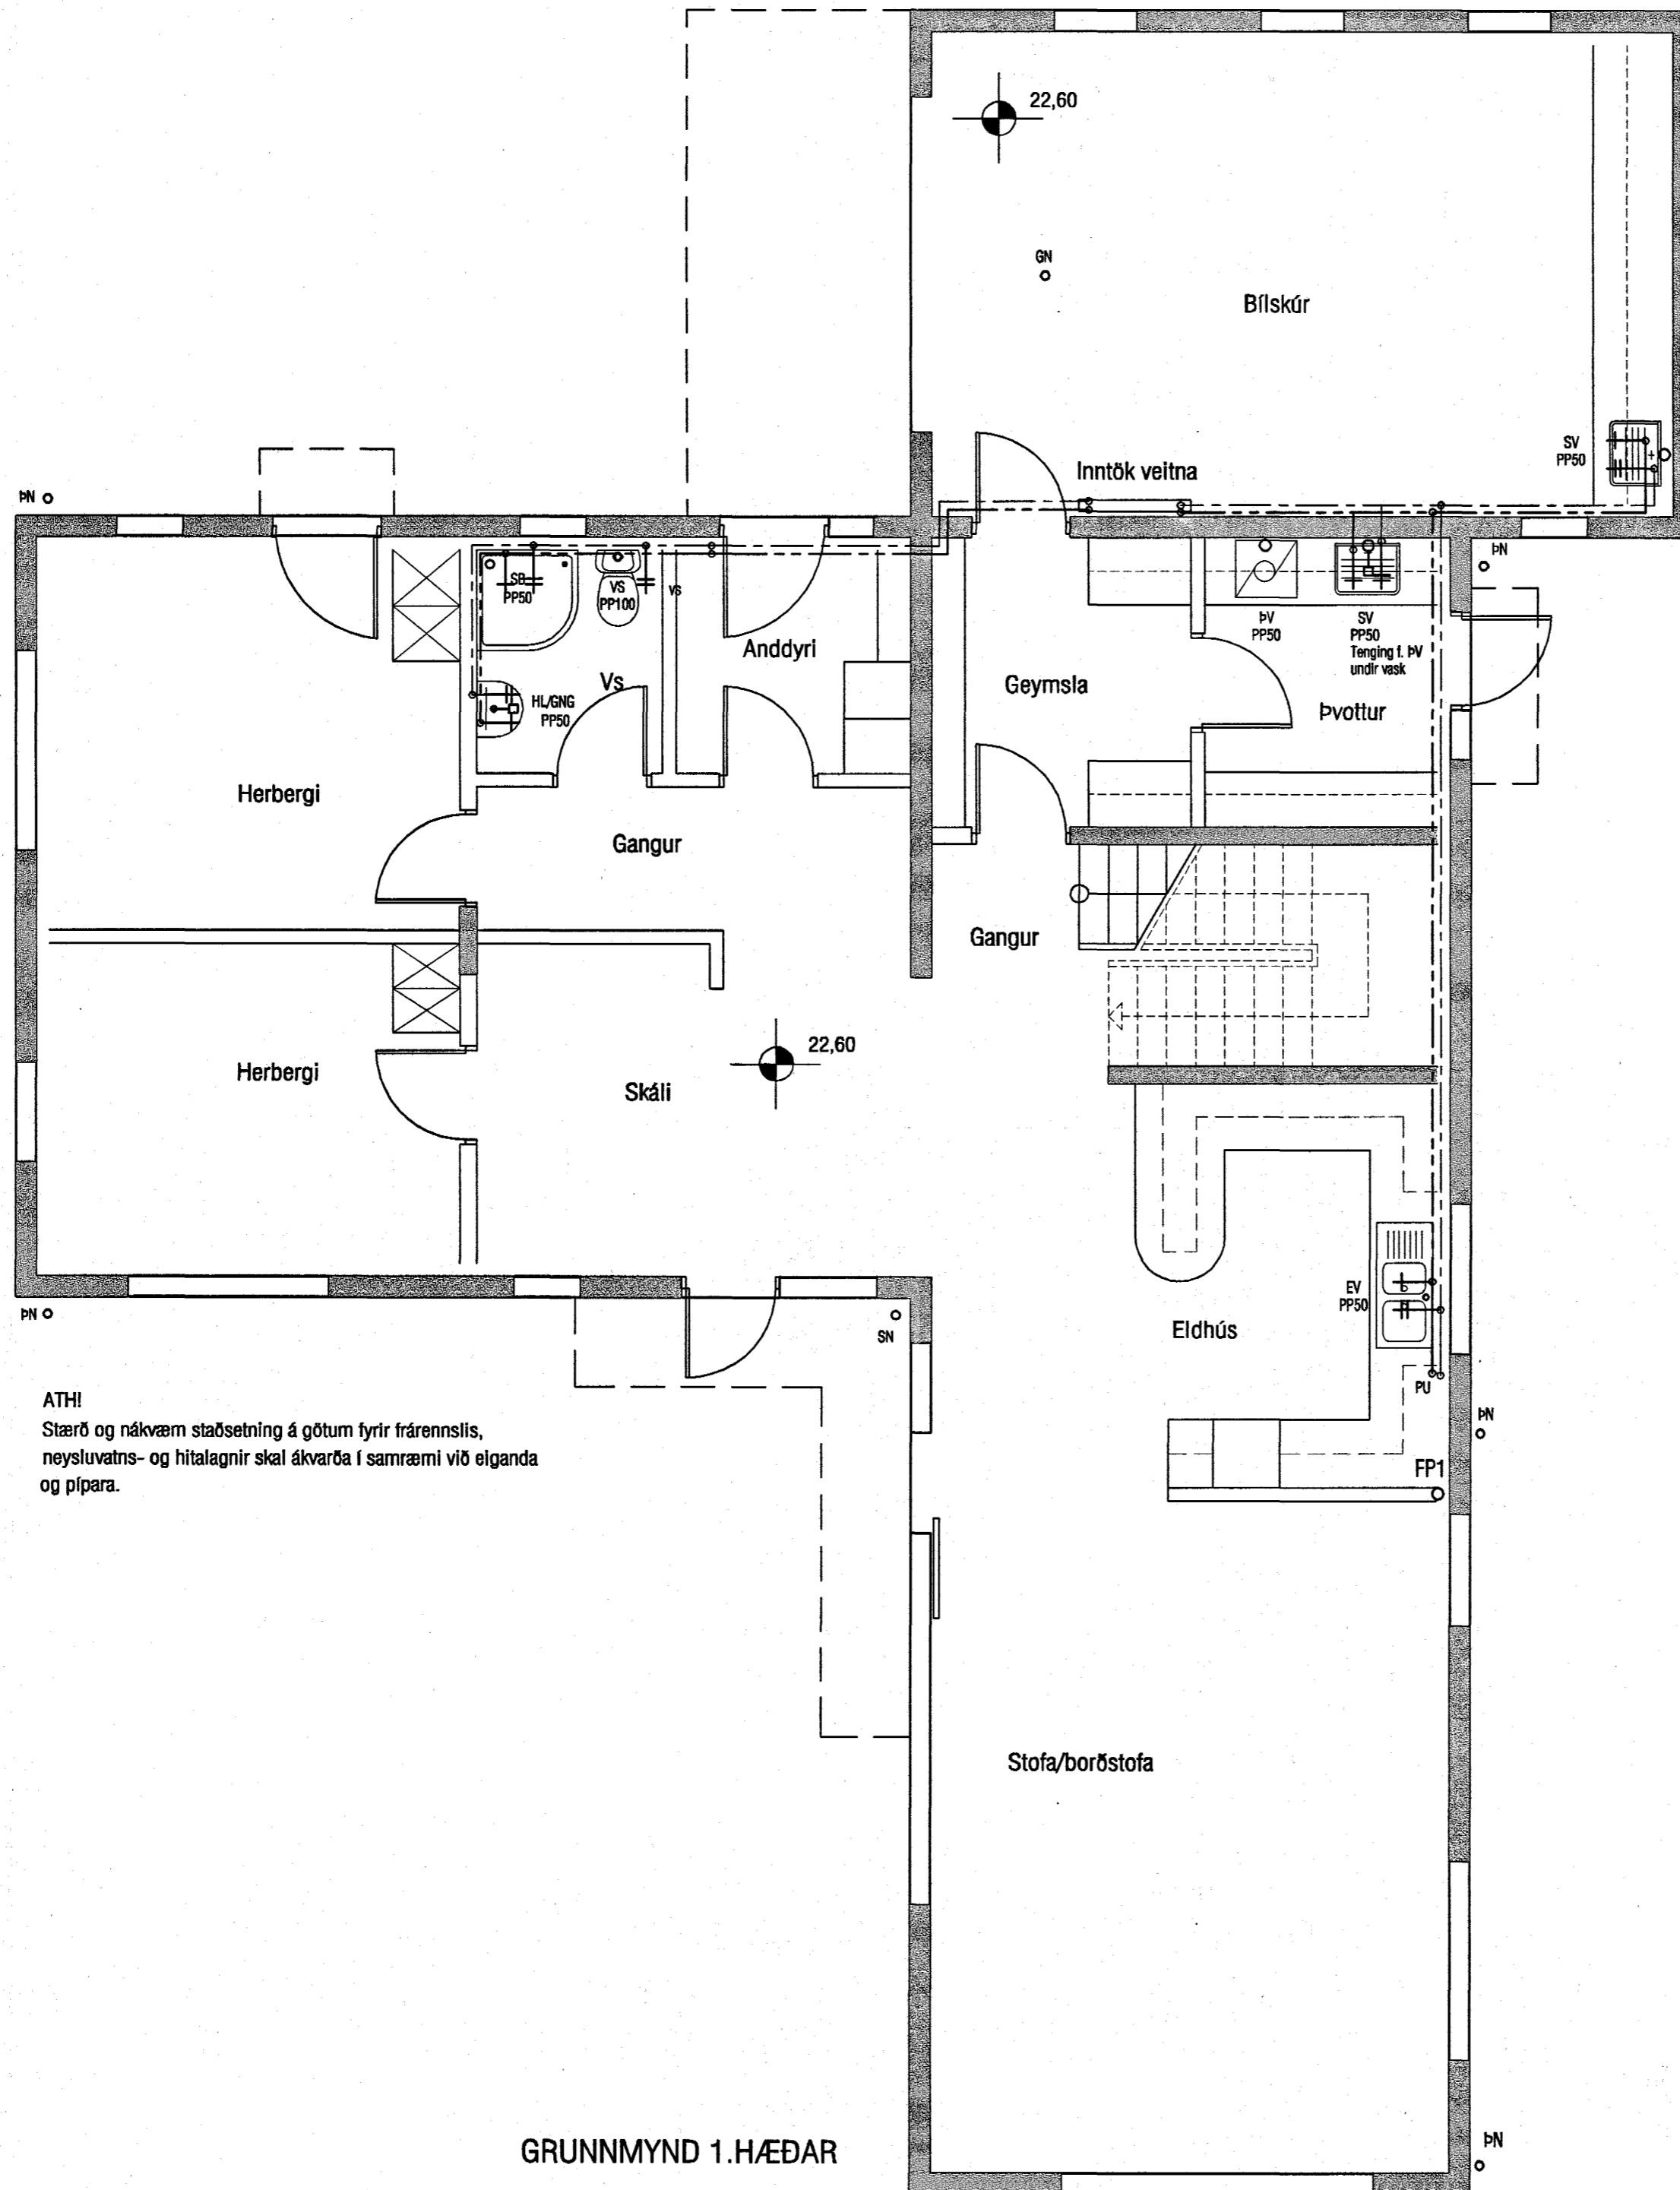 22,60
GN
Bílskúr
SV
PP50
Inntök veitna
ÞN
ÞN
SB
PP50
VS
PP100
VS
Anddyri
Vs
HL/GNG
PP50
Geymsla
ÞV
PP50
SV
PP50
Tenging f. ÞV
undir vask
Þvottur
Herbergi
Gangur
Gangur
22,60
Herbergi
Skáli
EV
PP50
Eldhús
ÞN
SN
PU
ÞN
ATH!
Stærð og nákvæm staðsetning á götum fyrir frárennslis,
neysluvatns- og hitalagnir skal ákvarða í samræmi við eiganda
og pípara.
FP1
Stofa/borðstofa
GRUNNMYND 1.HÆÐAR
ÞN